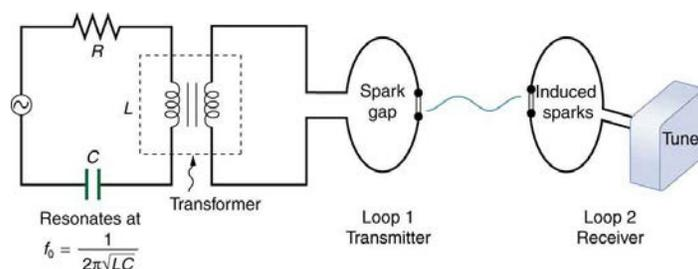 R
L
C
Transformer
Resonates at
f₀ = 1 / 2π√LC
Spark
gap
Loop 1
Transmitter
Induced
sparks
Tune
Loop 2
Receiver